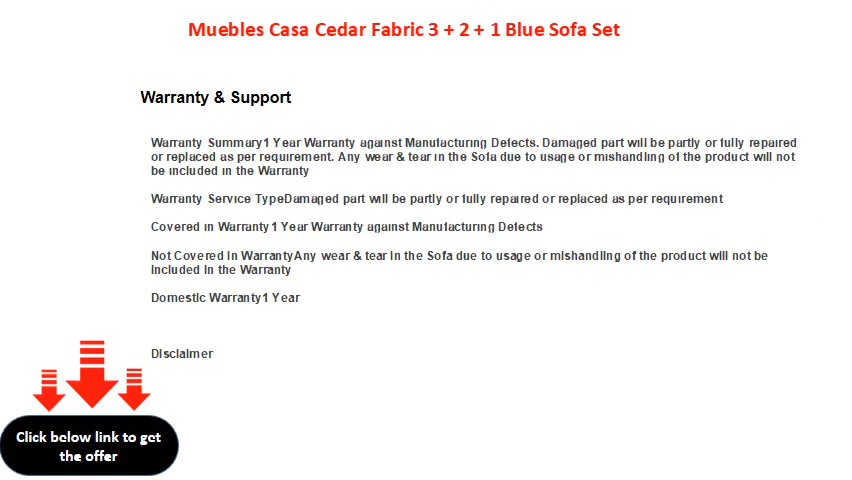 Muebles Casa Cedar Fabric 3 + 2 + 1 Blue Sofa Set
Warranty & Support
Warranty Summary1 Year Warranty against Manufacturing Defects. Damaged part will be partly or fully repaired
or replaced as per requirement. Any wear & tear in the Sofa due to usage or mishandling of the product will not
be included in the Warranty
Warranty Service TypeDamaged part will be partly or fully repaired or replaced as per requirement
Covered in Warranty1 Year Warranty against Manufacturing Defects
Not Covered in WarrantyAny wear & tear in the Sofa due to usage or mishandling of the product will not be
included in the Warranty
Domestic Warranty1 Year
Disclaimer
Click below link to get
the offer